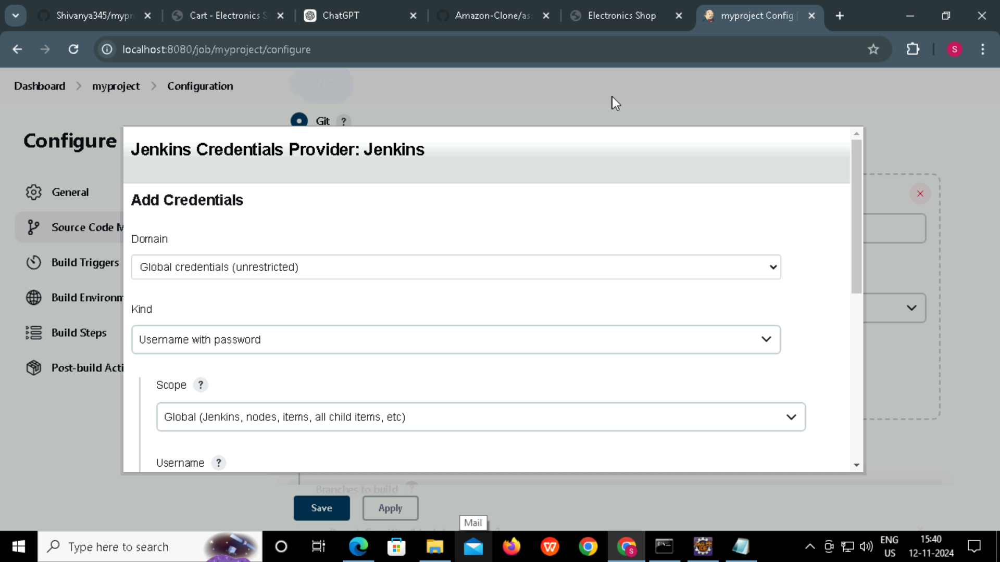 Shivanya345/mypr
Cart - Electronics S
ChatGPT
Amazon-Clone/as
Electronics Shop
myproject Config
localhost:8080/job/myproject/configure
S
Dashboard
myproject
Configuration
None
Git ?
Configure
Jenkins Credentials Provider: Jenkins
General
Add Credentials
Source Code M
Domain
Build Triggers
Global credentials (unrestricted)
Build Environm
Kind
Build Steps
Username with password
Post-build Acti
Scope ?
Global (Jenkins, nodes, items, all child items, etc)
Username ?
Branches to build ?
Save
Apply
Mail
Type here to search
S
ENG
US
15:40
12-11-2024